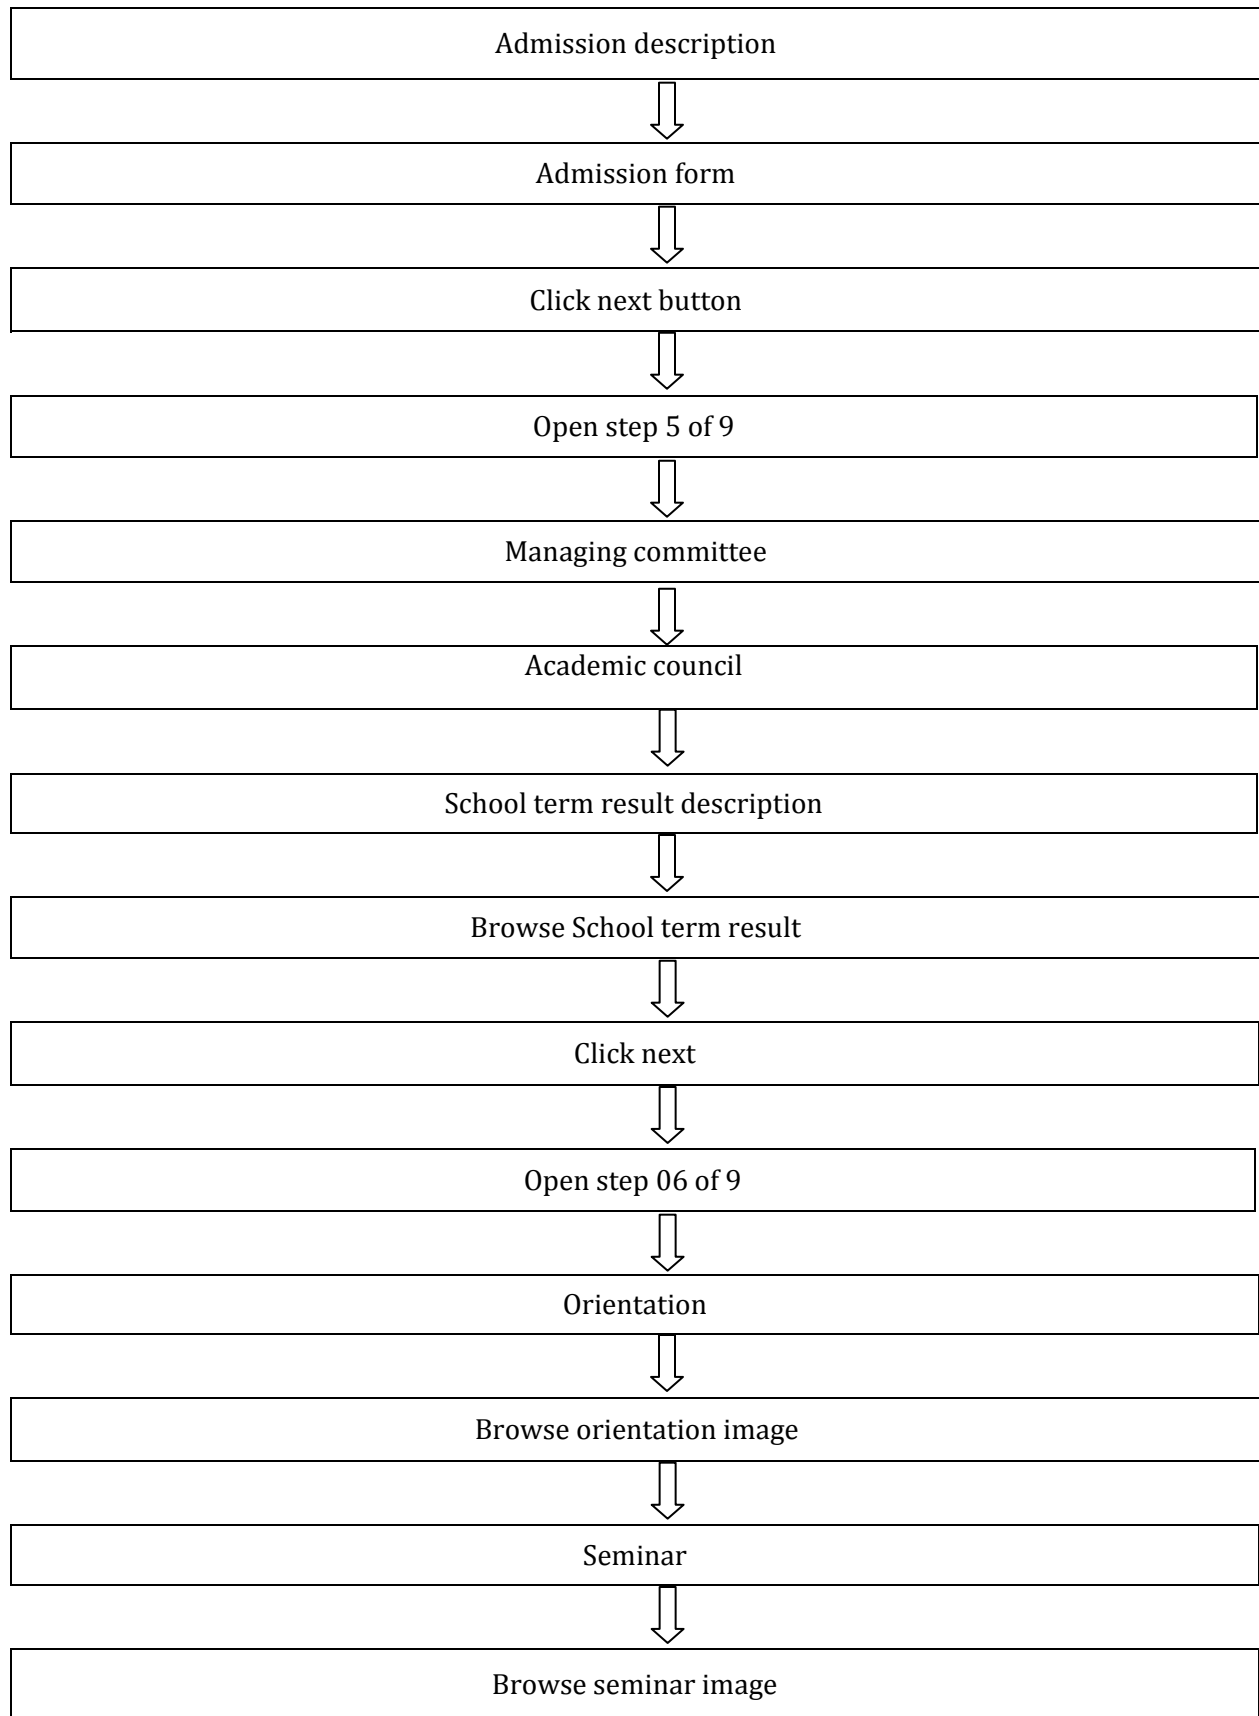 Admission description
Admission form
Click next button
Open step 5 of 9
Managing committee
Academic council
School term result description
Browse School term result
Click next
Open step 06 of 9
Orientation
Browse orientation image
Seminar
Browse seminar image